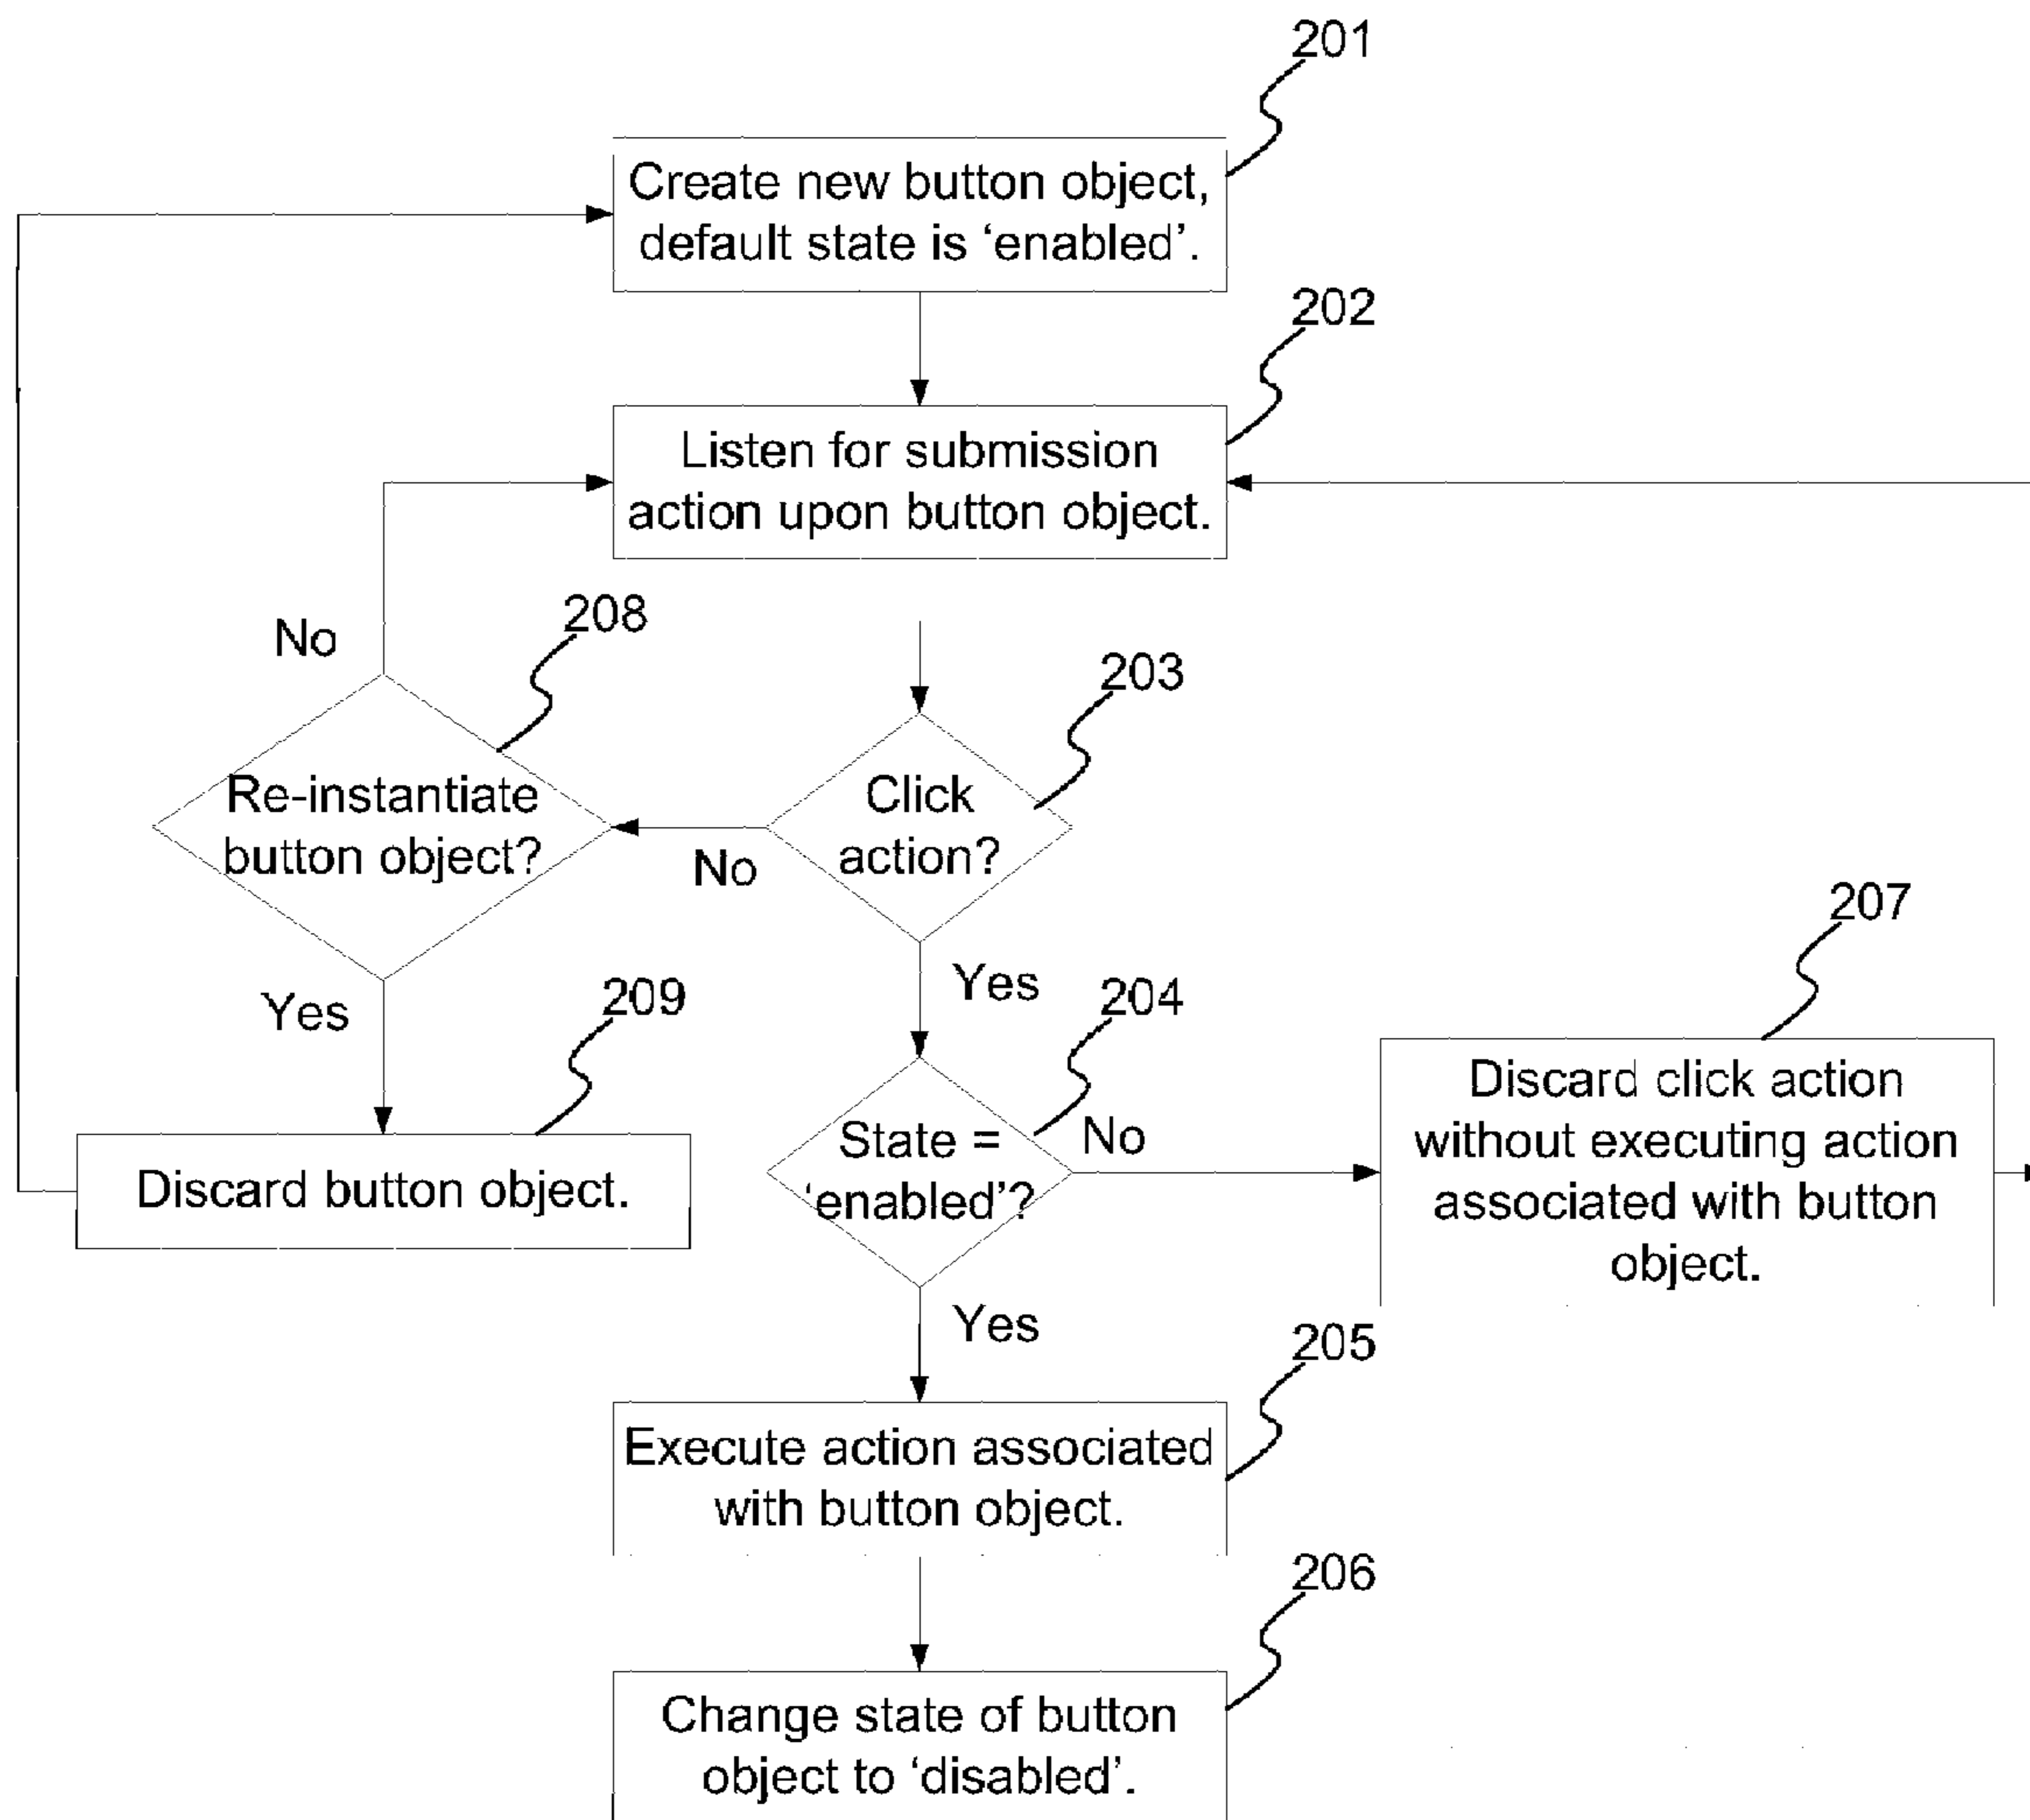 201
Create new button object,
default state is ‘enabled’.
202
Listen for submission
action upon button object.
No
208
203
Re-instantiate
button object?
No
Click
action?
207
Yes
209
Yes
204
Discard button object.
State =
‘enabled’?
No
Discard click action
without executing action
associated with button
object.
Yes
205
Execute action associated
with button object.
206
Change state of button
object to ‘disabled’.